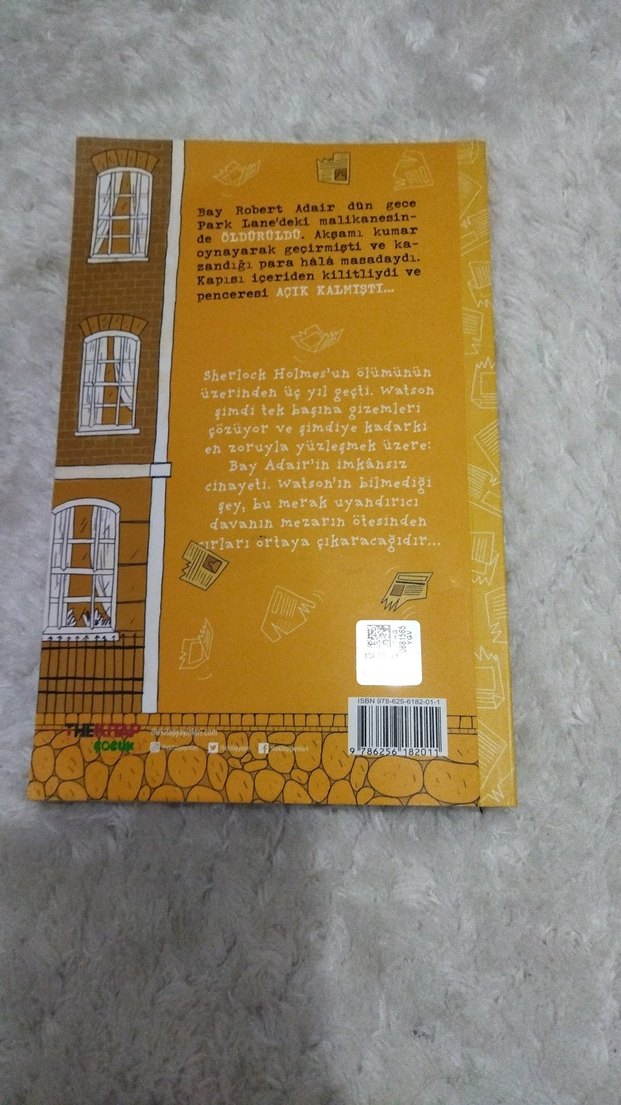 Bay Robert Adair dün gece
Park Lane'deki malikanesin-
de ÖLDÜRÜLDÜ. Akşamı kumar
oynayarak geçirmişti ve ka-
zandığı para hâlâ masadaydı.
Kapısı içeriden kilitliydi ve
penceresi AÇIK KALMIŞTI...
Sherlock Holmes'un ölümünün
üzerinden üç yıl geçti. Watson
şimdi tek başına gizemleri
çözüyor ve şimdiye kadarki
en zoruyla yüzleşmek üzere:
Bay Adair'in imkânsız
cinayeti. Watson'ın bilmediği
şey, bu merak uyandırıcı
davanın mezarın ötesinden
sırları ortaya çıkaracağıdır...
THE KİTAP
ÇOCUK
ISBN 978-625-6182-01-1
9 786256 182011